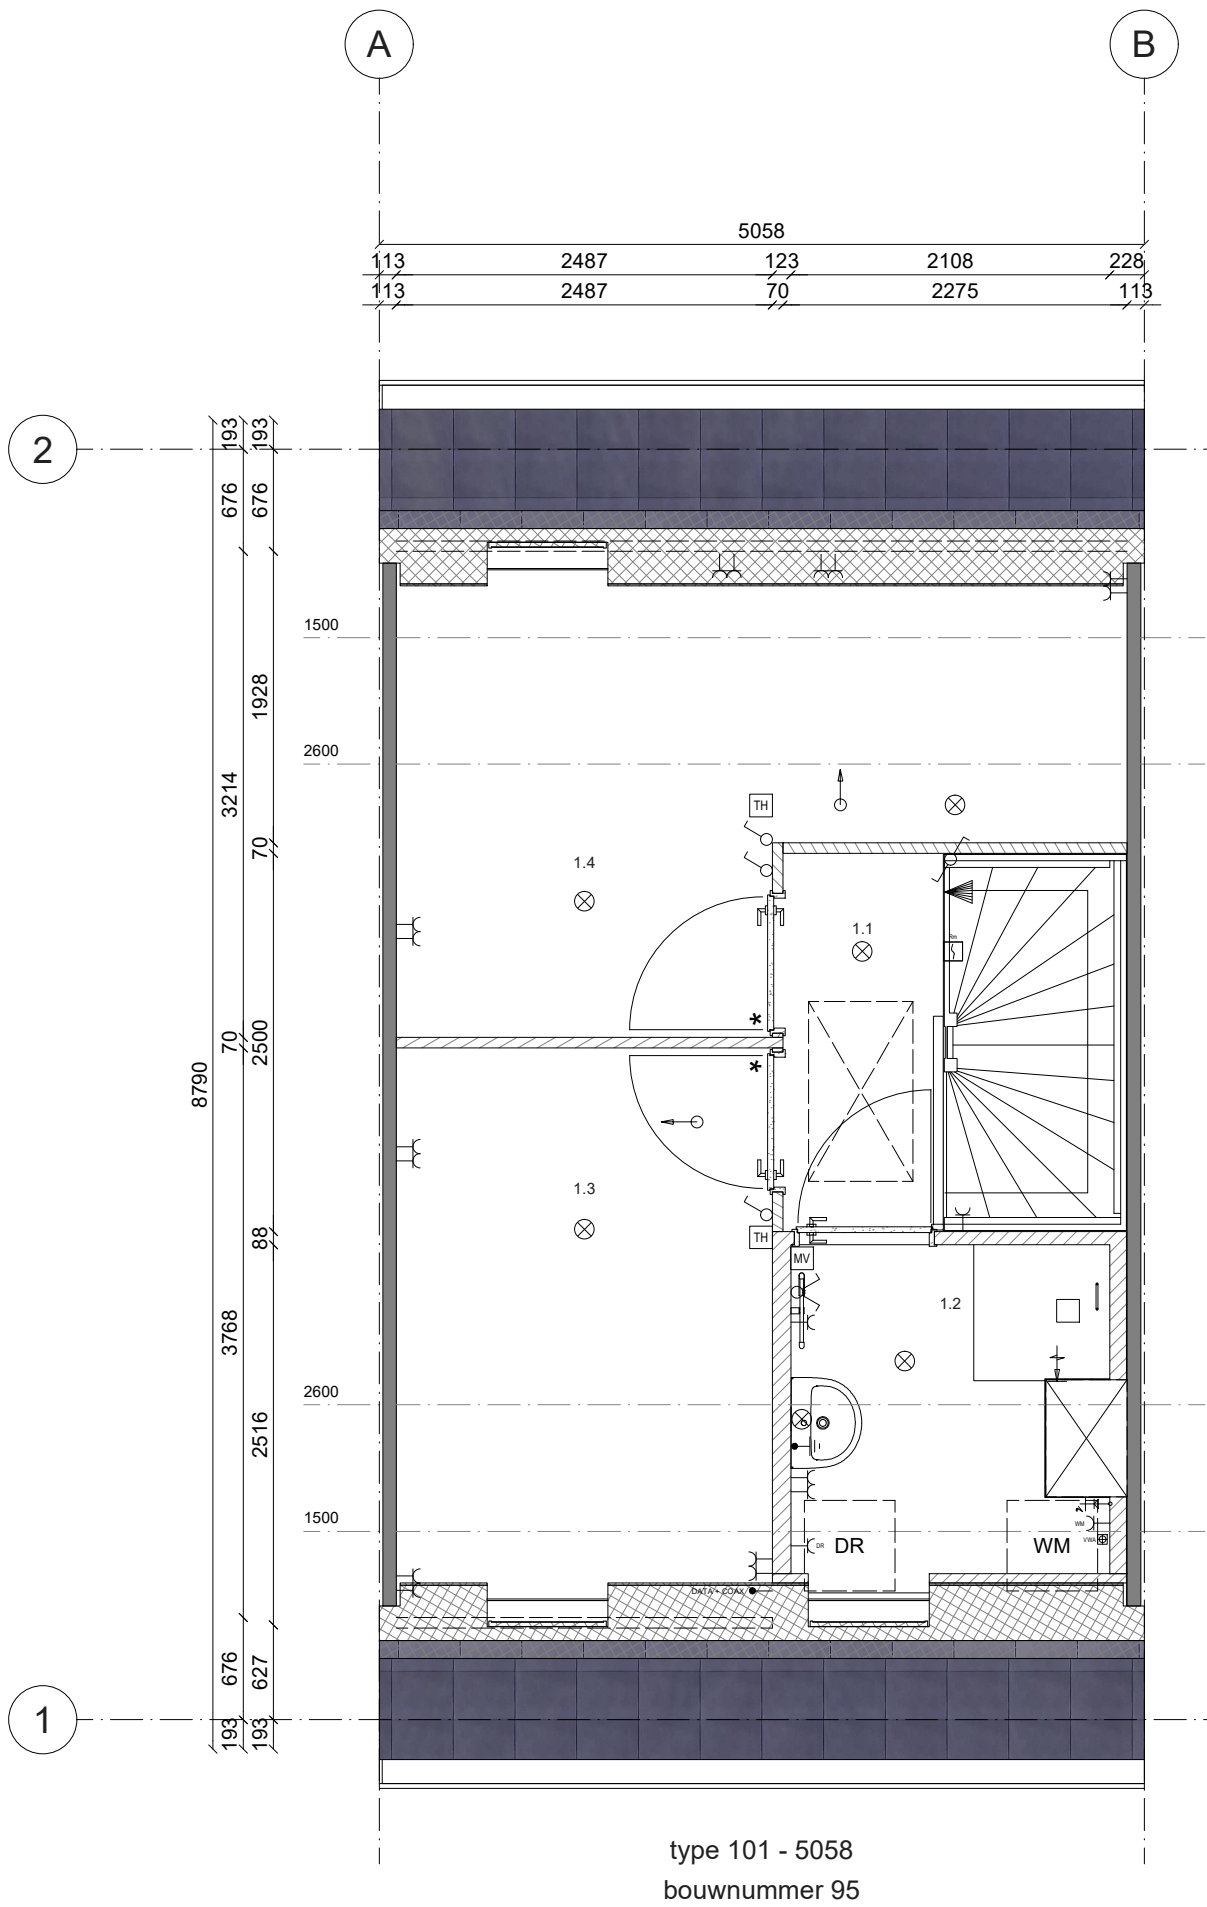 A B
5058
113 2487 123 2108 228
113 2487 70 2275 113
2
193 193
676 676
1500
1928
2600
3214
TH
70
1.4
1.1
Rm
*
70 2500
*
8790
1.3
TH
88
MV
1.2
3768
2600
2516
1500
WM
DR DR WM
VWA
DATA + COAX
676 627
1
193 193
type 101 - 5058
bouwnummer 95